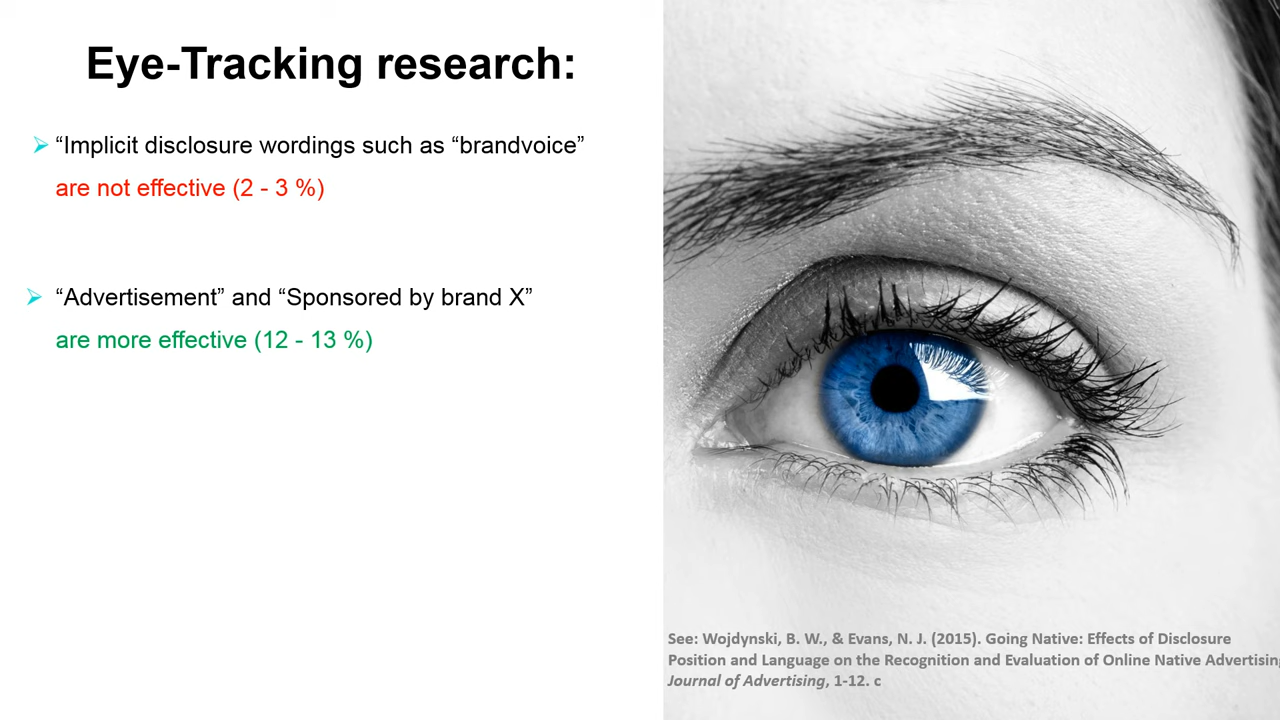 Eye-Tracking research:
➢ “Implicit disclosure wordings such as “brandvoice”
are not effective (2 - 3 %)
➢ “Advertisement” and “Sponsored by brand X”
are more effective (12 - 13 %)
See: Wojdynski, B. W., & Evans, N. J. (2015). Going Native: Effects of Disclosure
Position and Language on the Recognition and Evaluation of Online Native Advertising
Journal of Advertising, 1-12. c